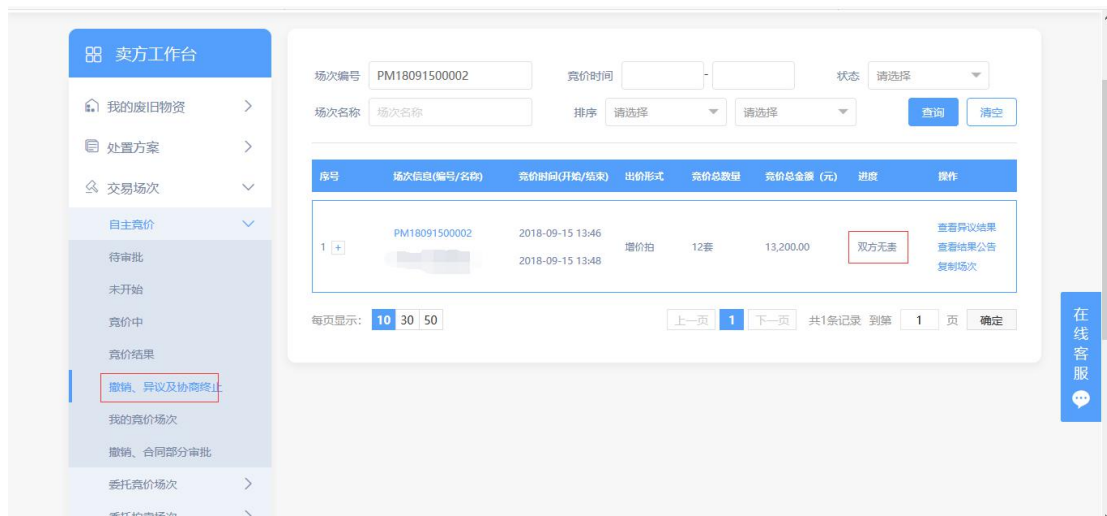 卖方工作台
场次编号 PM18091500002 竞价时间 - 状态 请选择
我的废旧物资
场次名称 场次名称 排序 请选择 请选择 查询 清空
处置方案
序号 场次信息(编号/名称) 竞价时间(开始/结束) 出价形式 竞价总数量 竞价总金额 (元) 进度 操作
交易场次
自主竞价
PM18091500002 2018-09-15 13:46 查看异议结果
1 + 增价拍 12套 13,200.00 双方无责 查看结果公告
待审批 2018-09-15 13:48 复制场次
未开始
竞价中
每页显示: 10 30 50 上一页 1 下一页 共1条记录 到第 1 页 确定
竞价结果
撤销、异议及协商终止
我的竞价场次
撤销、合同部分审批
委托竞价场次
在线客服